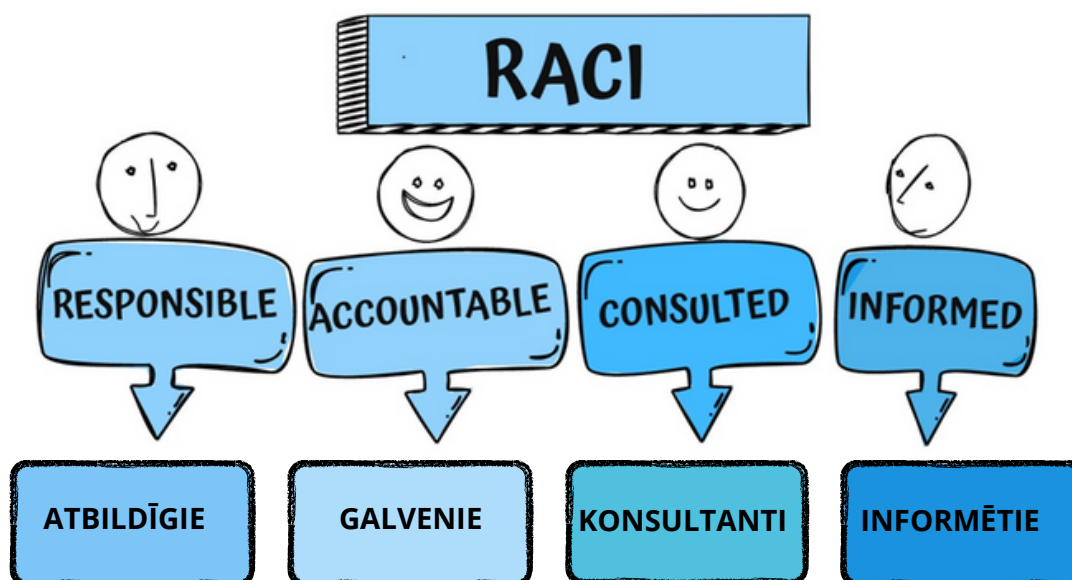 RACI
RESPONSIBLE
ACCOUNTABLE
CONSULTED
INFORMED
ATBILDĪGIE
GALVENIE
KONSULTANTI
INFORMĒTIE